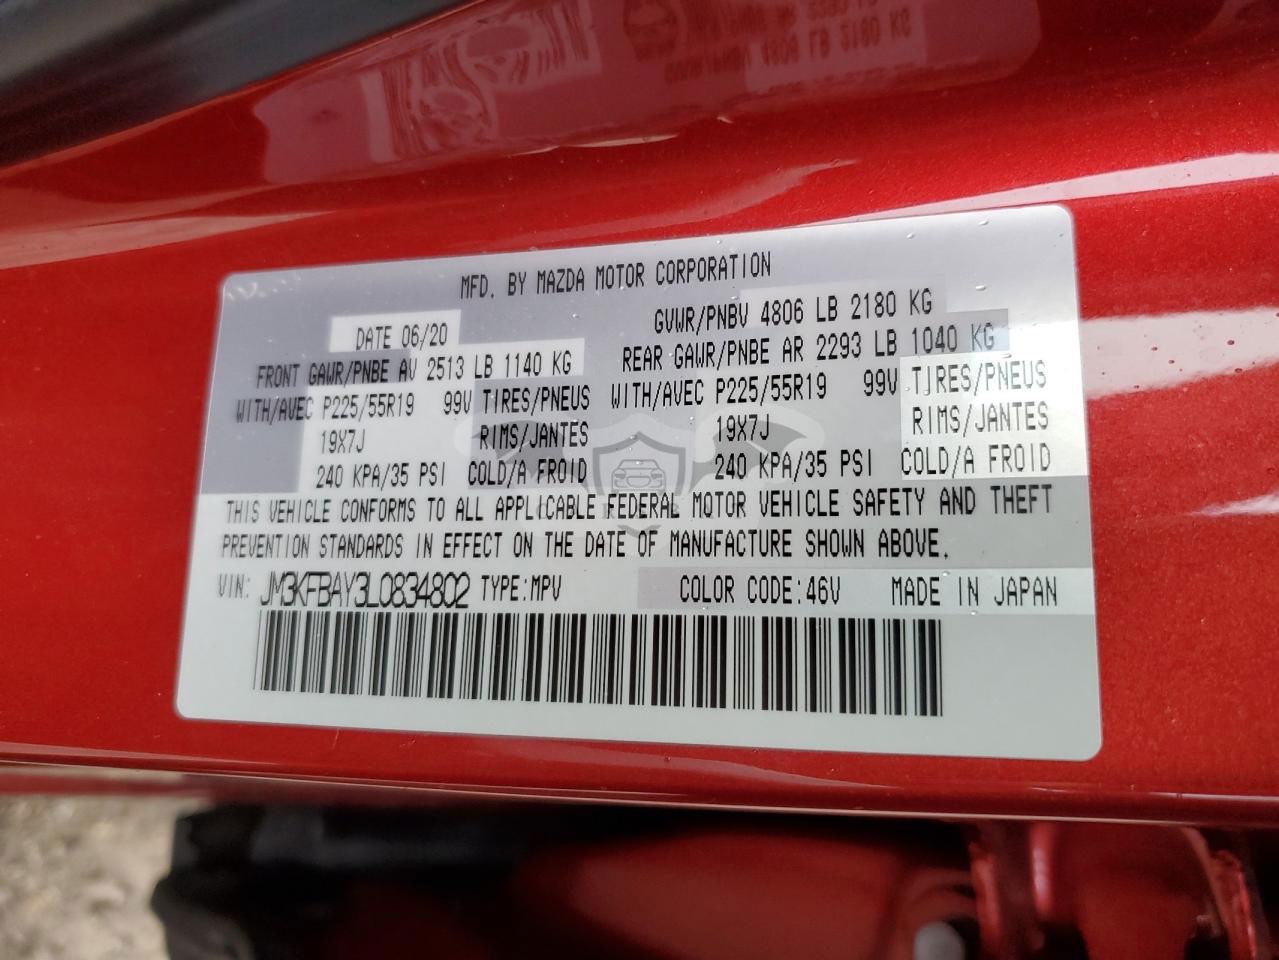 MFD. BY MAZDA MOTOR CORPORATION
DATE 06/20 GVWR/PNBV 4806 LB 2180 KG
FRONT GAWR/PNBE AV 2513 LB 1140 KG REAR GAWR/PNBE AR 2293 LB 1040 KG
WITH/AVEC P225/55R19 99V TIRES/PNEUS WITH/AVEC P225/55R19 99V TIRES/PNEUS
19X7J RIMS/JANTES 19X7J RIMS/JANTES
240 KPA/35 PSI COLD/A FROID 240 KPA/35 PSI COLD/A FROID
THIS VEHICLE CONFORMS TO ALL APPLICABLE FEDERAL MOTOR VEHICLE SAFETY AND THEFT
PREVENTION STANDARDS IN EFFECT ON THE DATE OF MANUFACTURE SHOWN ABOVE.
VIN: JM3KFBAY3L0834802 TYPE:MPV COLOR CODE:46V MADE IN JAPAN